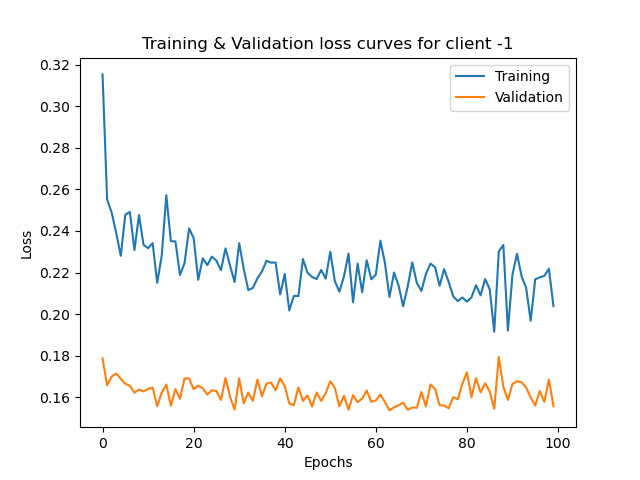 Training & Validation loss curves for client -1
Training
Validation
0.32
0.30
0.28
0.26
0.24
0.22
0.20
0.18
0.16
Loss
0 20 40 60 80 100
Epochs